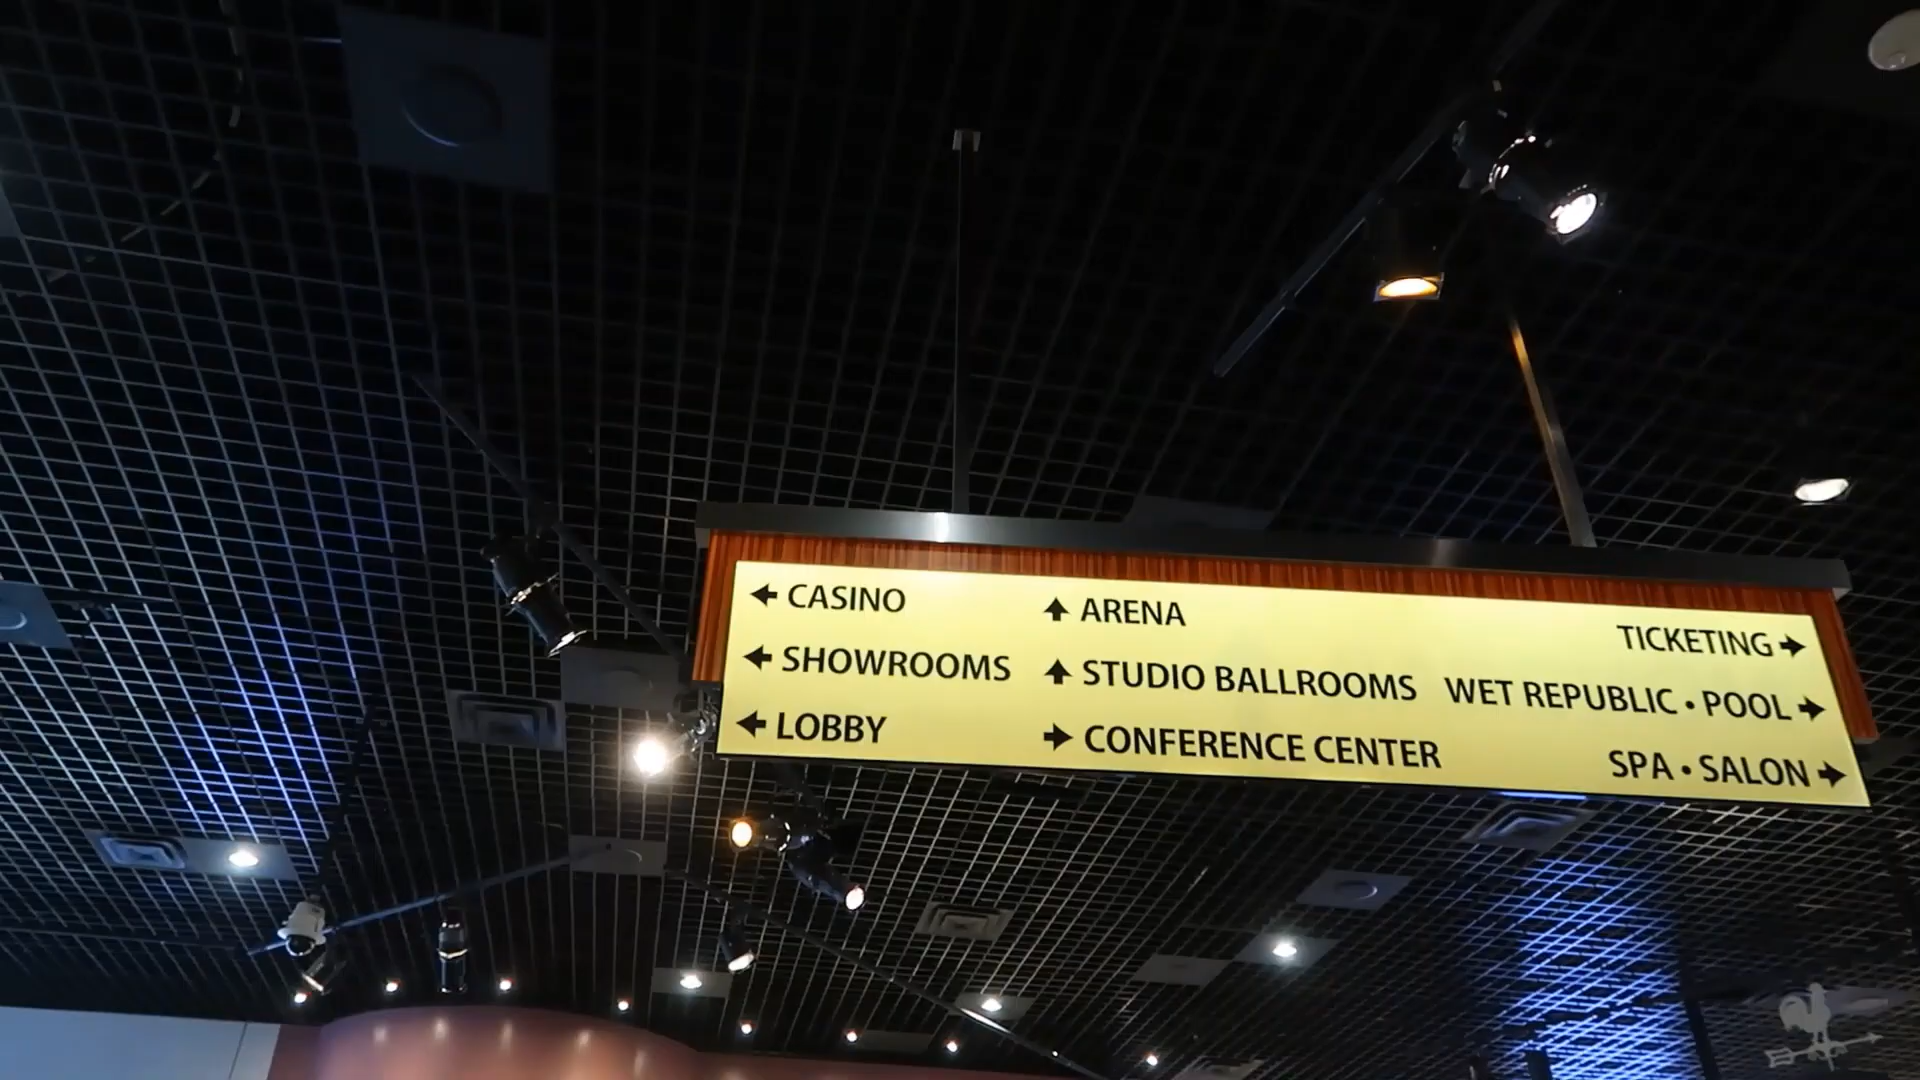 ← CASINO
← SHOWROOMS
← LOBBY
↑ ARENA
↑ STUDIO BALLROOMS
→ CONFERENCE CENTER
TICKETING →
WET REPUBLIC • POOL →
SPA • SALON →